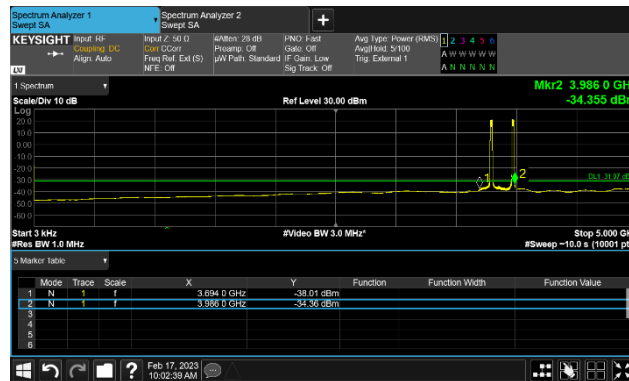 Spectrum Analyzer 1
Swept SA
Spectrum Analyzer 2
Swept SA
+
KEYSIGHT
Input: RF
Coupling: DC
Align: Auto
Input Z: 50 Ω
Corr CCorr
Freq Ref: Ext (S)
NFE: Off
#Atten: 28 dB
Preamp: Off
µW Path: Standard
PNO: Fast
Gate: Off
IF Gain: Low
Sig Track: Off
Avg Type: Power (RMS)
Avg|Hold: 5/100
Trig: External 1
1 2 3 4 5 6
A W W W W W
A N N N N N
LXI
1 Spectrum
Scale/Div 10 dB
Ref Level 30.00 dBm
Mkr2 3.986 0 GH
-34.355 dB
Log
20.0
10.0
0.00
-10.0
-20.0
-30.0
-40.0
-50.0
-60.0
1
2
Start 3 kHz
#Res BW 1.0 MHz
#Video BW 3.0 MHz*
Stop 5.000 GH
#Sweep ~10.0 s (10001 pt
5 Marker Table
Mode Trace Scale X Y Function Function Width Function Value
1 N 1 f 3.694 0 GHz -38.01 dBm
2 N 1 f 3.986 0 GHz -34.36 dBm
3
4
5
6
?
Feb 17, 2023
10:02:39 AM